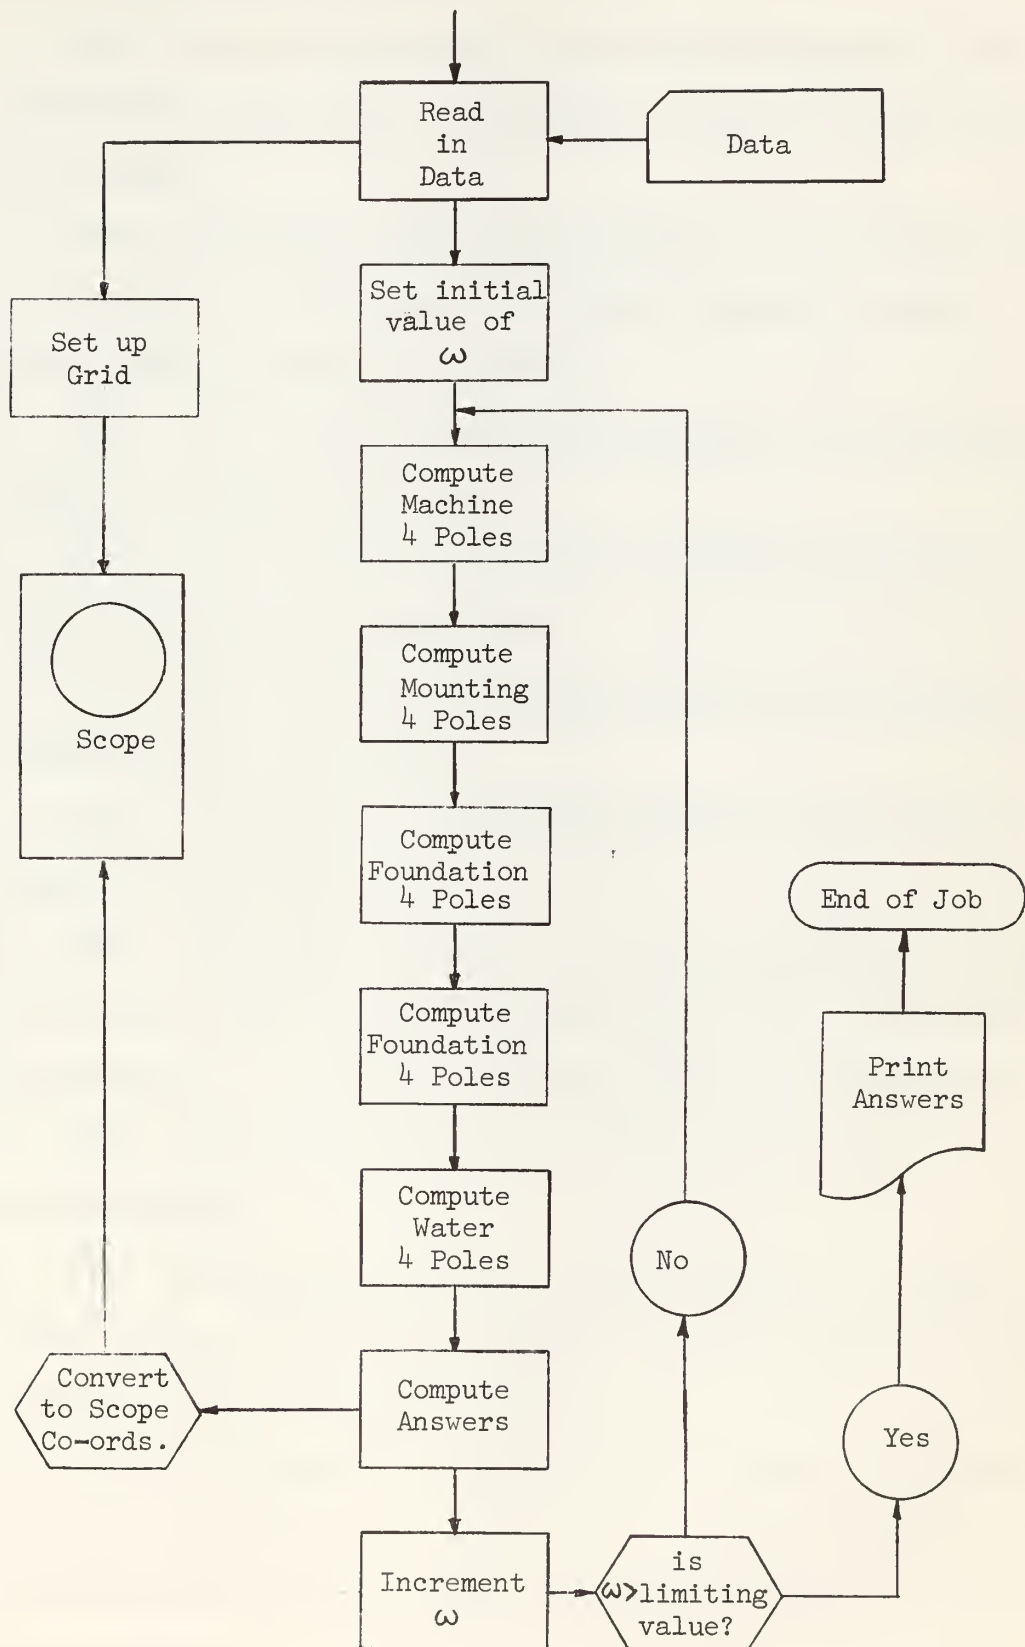 Read
in
Data
Data
Set initial
value of
ω
Set up
Grid
Compute
Machine
4 Poles
Compute
Mounting
4 Poles
Scope
Compute
Foundation
4 Poles
End of Job
Compute
Foundation
4 Poles
Print
Answers
Compute
Water
4 Poles
No
Convert
to Scope
Co-ords.
Compute
Answers
Yes
Increment
ω
is
ω>limiting
value?